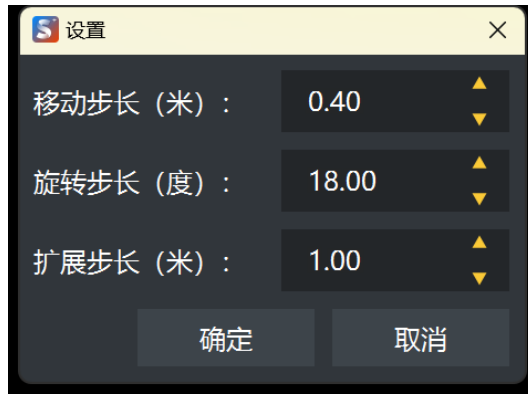 设置
移动步长（米）： 0.40
旋转步长（度）： 18.00
扩展步长（米）： 1.00
确定 取消